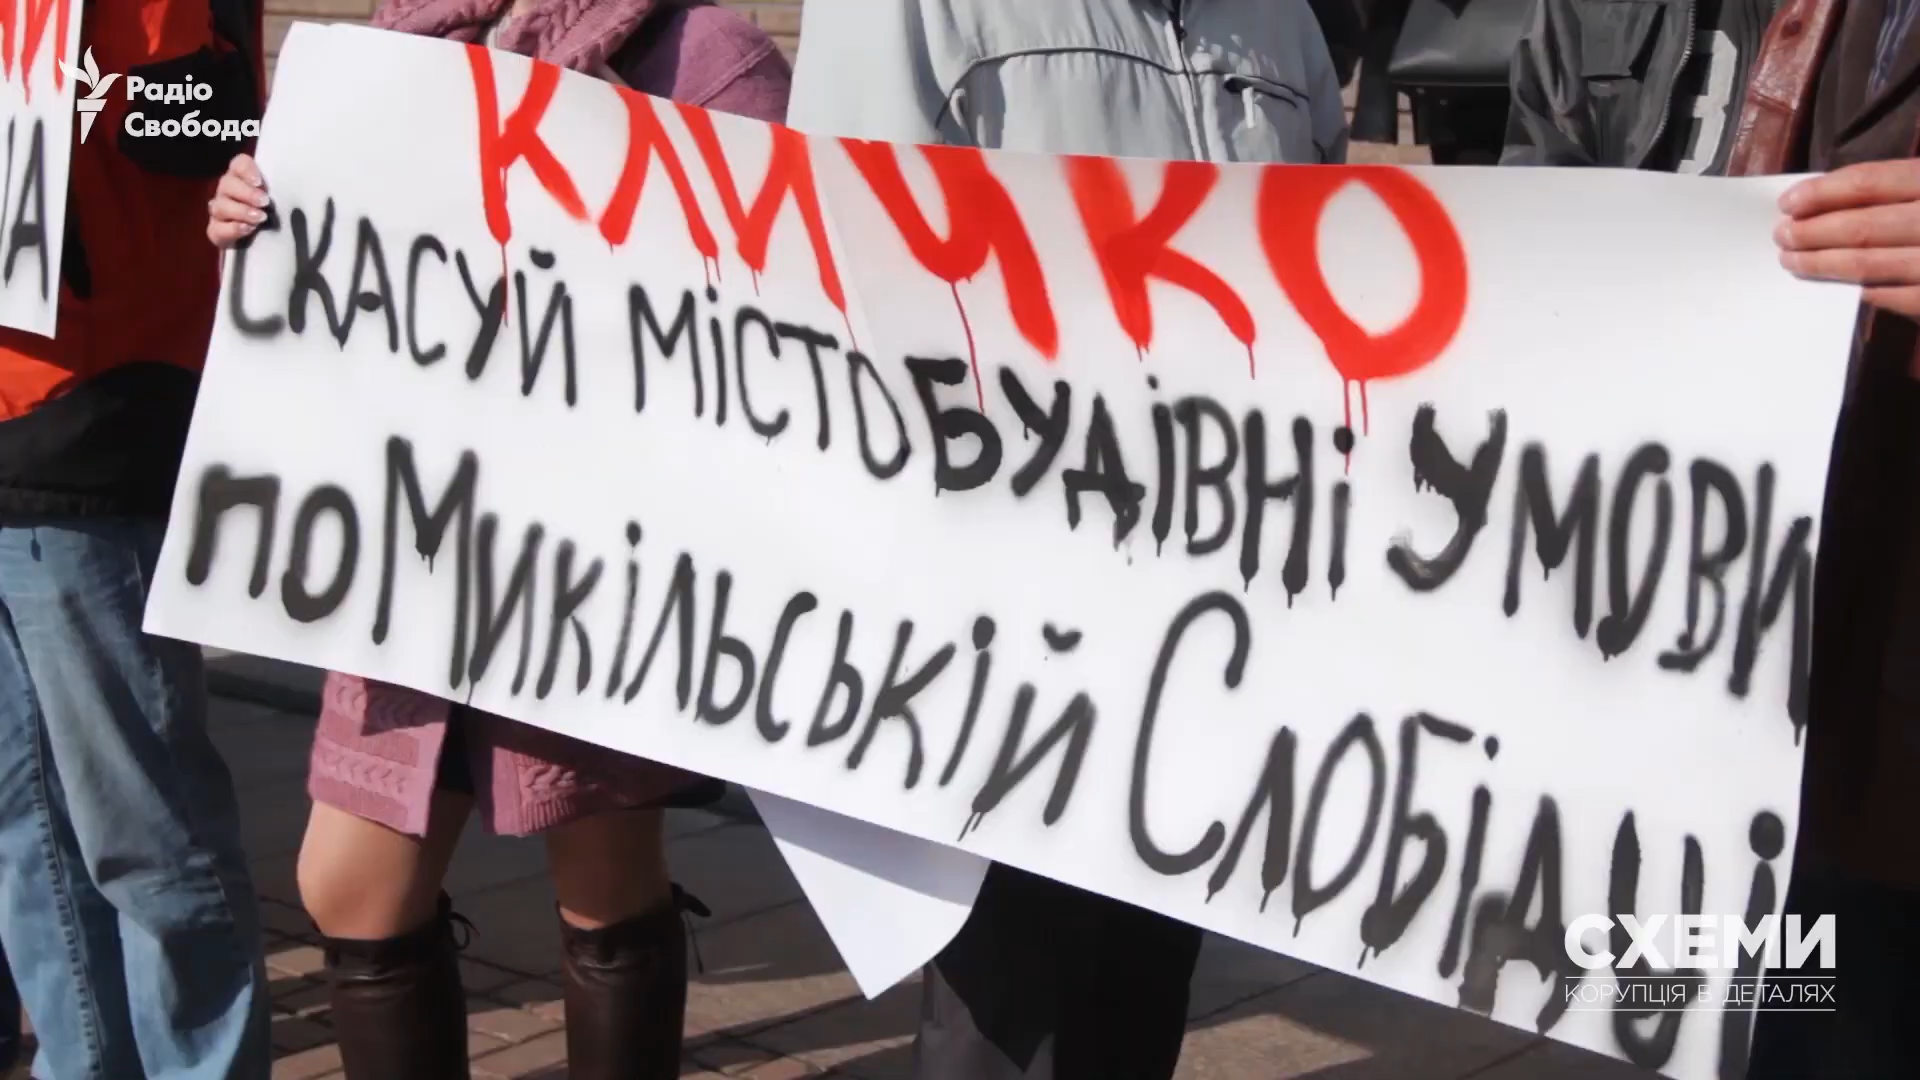 Радіо
Свобода
КЛИЧКО
СКАСУЙ МІСТОБУДІВНІ УМОВИ
по Микільській Слобідці
СХЕМИ
КОРУПЦІЯ В ДЕТАЛЯХ